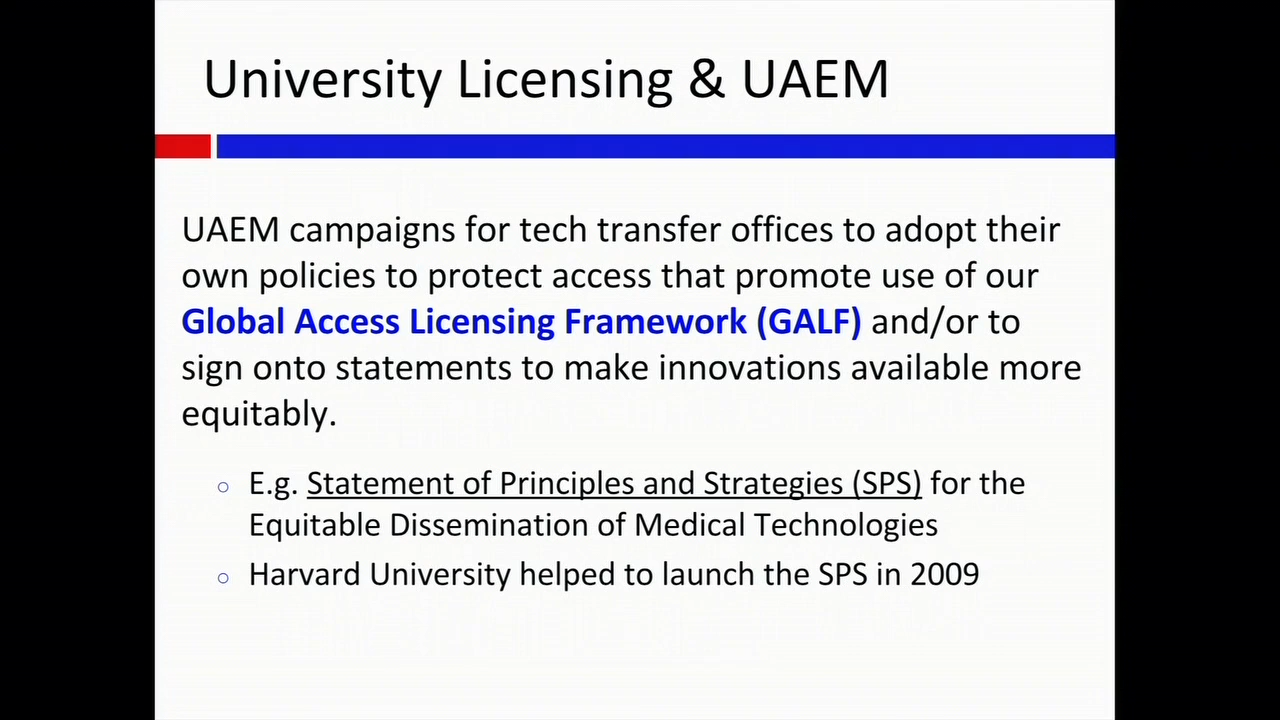 University Licensing & UAEM
UAEM campaigns for tech transfer offices to adopt their
own policies to protect access that promote use of our
Global Access Licensing Framework (GALF) and/or to
sign onto statements to make innovations available more
equitably.
○ E.g. Statement of Principles and Strategies (SPS) for the
Equitable Dissemination of Medical Technologies
○ Harvard University helped to launch the SPS in 2009